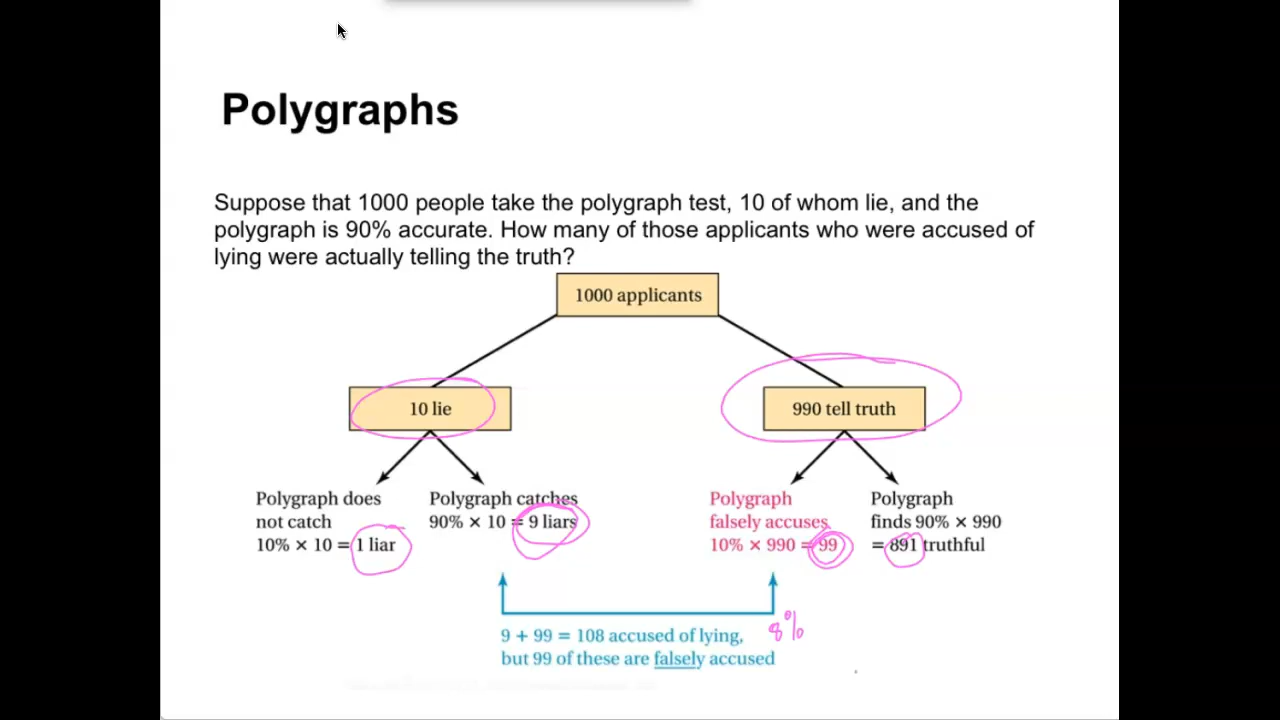 Polygraphs
Suppose that 1000 people take the polygraph test, 10 of whom lie, and the
polygraph is 90% accurate. How many of those applicants who were accused of
lying were actually telling the truth?
1000 applicants
10 lie
990 tell truth
Polygraph does
not catch
10% × 10 = 1 liar
Polygraph catches
90% × 10 = 9 liars
Polygraph
falsely accuses
10% × 990 = 99
Polygraph
finds 90% × 990
= 891 truthful
9 + 99 = 108 accused of lying,
but 99 of these are falsely accused
8%